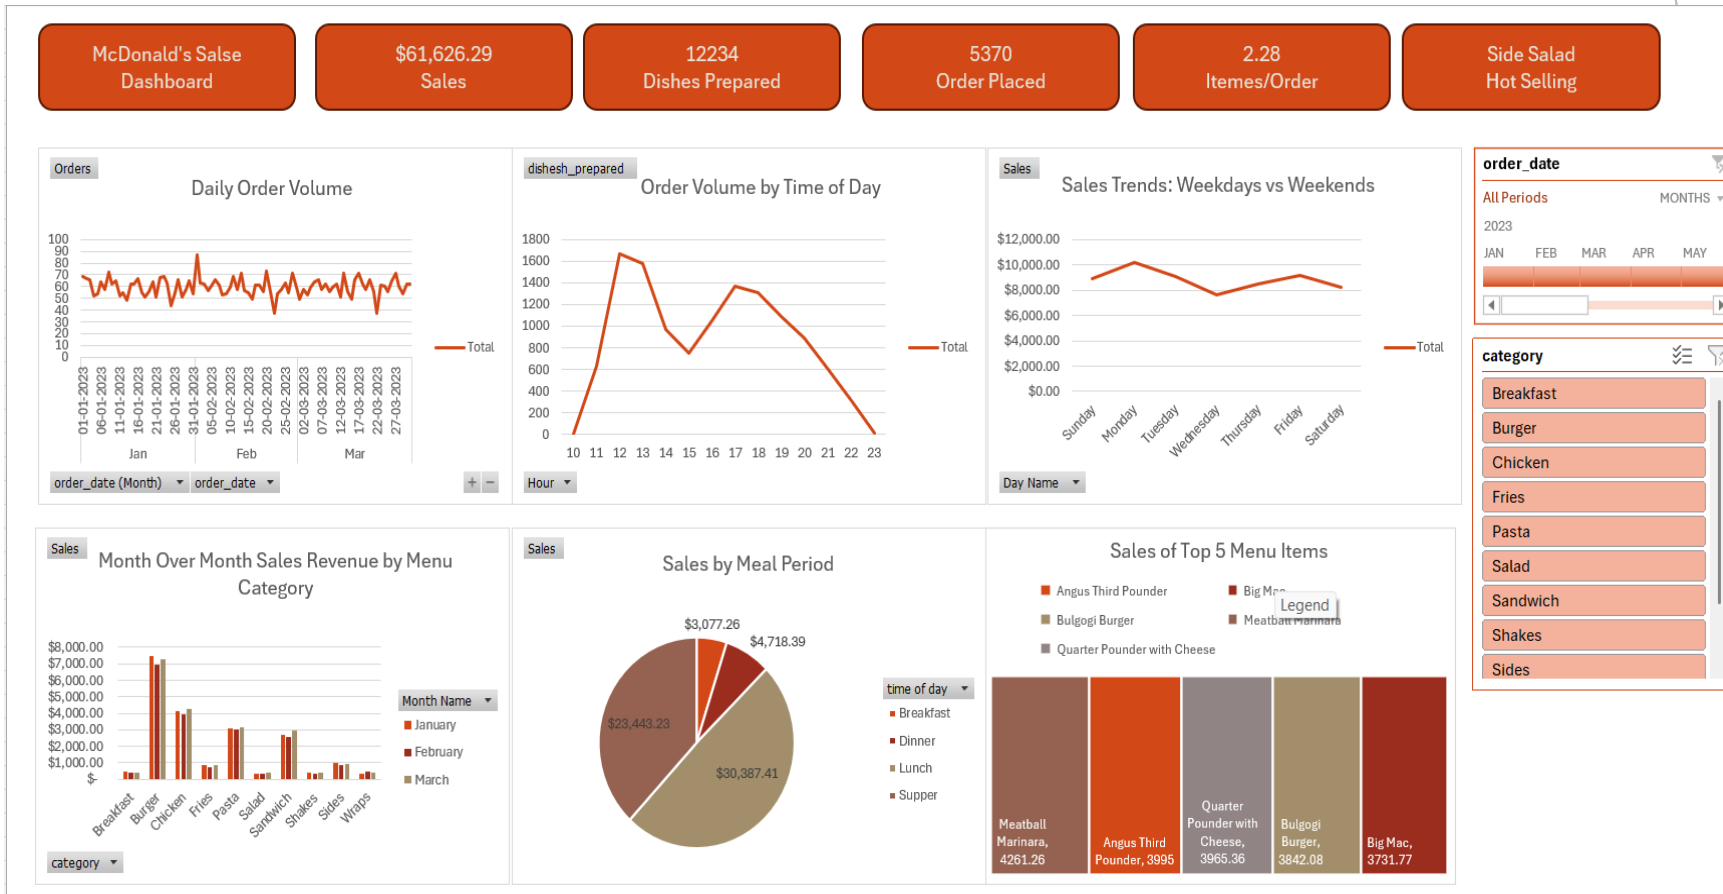 McDonald's Salse
Dashboard
$61,626.29
Sales
12234
Dishes Prepared
5370
Order Placed
2.28
Itemes/Order
Side Salad
Hot Selling
Orders
Daily Order Volume
100
90
80
70
60
50
40
30
20
10
0
01-01-2023
06-01-2023
11-01-2023
16-01-2023
21-01-2023
26-01-2023
31-01-2023
05-02-2023
10-02-2023
15-02-2023
20-02-2023
25-02-2023
02-03-2023
07-03-2023
12-03-2023
17-03-2023
22-03-2023
27-03-2023
Jan
Feb
Mar
Total
order_date (Month)
order_date
+
−
dishesh_prepared
Order Volume by Time of Day
1800
1600
1400
1200
1000
800
600
400
200
0
10 11 12 13 14 15 16 17 18 19 20 21 22 23
Total
Hour
Sales
Sales Trends: Weekdays vs Weekends
$12,000.00
$10,000.00
$8,000.00
$6,000.00
$4,000.00
$2,000.00
$0.00
Sunday
Monday
Tuesday
Wednesday
Thursday
Friday
Saturday
Total
Day Name
order_date
All Periods
MONTHS
2023
JAN FEB MAR APR MAY
category
Breakfast
Burger
Chicken
Fries
Pasta
Salad
Sandwich
Shakes
Sides
Sales
Month Over Month Sales Revenue by Menu
Category
$8,000.00
$7,000.00
$6,000.00
$5,000.00
$4,000.00
$3,000.00
$2,000.00
$1,000.00
$-
Breakfast
Burger
Chicken
Fries
Pasta
Salad
Sandwich
Shakes
Sides
Wraps
Month Name
January
February
March
category
Sales
Sales by Meal Period
$3,077.26
$4,718.39
$23,443.23
$30,387.41
time of day
Breakfast
Dinner
Lunch
Supper
Sales of Top 5 Menu Items
Angus Third Pounder
Big Mac
Legend
Bulgogi Burger
Meatball Marinara
Quarter Pounder with Cheese
Meatball
Marinara,
4261.26
Angus Third
Pounder, 3995
Quarter
Pounder with
Cheese,
3965.36
Bulgogi
Burger,
3842.08
Big Mac,
3731.77